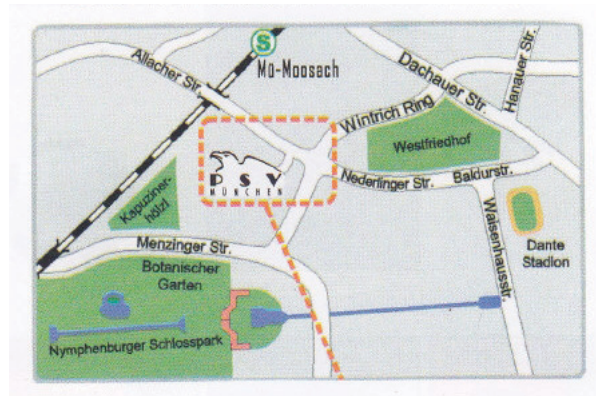 S
Mü-Moosach
Allacher Str.
Dachauer Str.
Hanauer Str.
Wintrich Ring
Westfriedhof
PSV
MÜNCHEN
Nederlinger Str.
Baldurstr.
Kapuziner-
hölzl
Waisenhausstr.
Menzinger Str.
Dante
Stadion
Botanischer
Garten
Nymphenburger Schlosspark